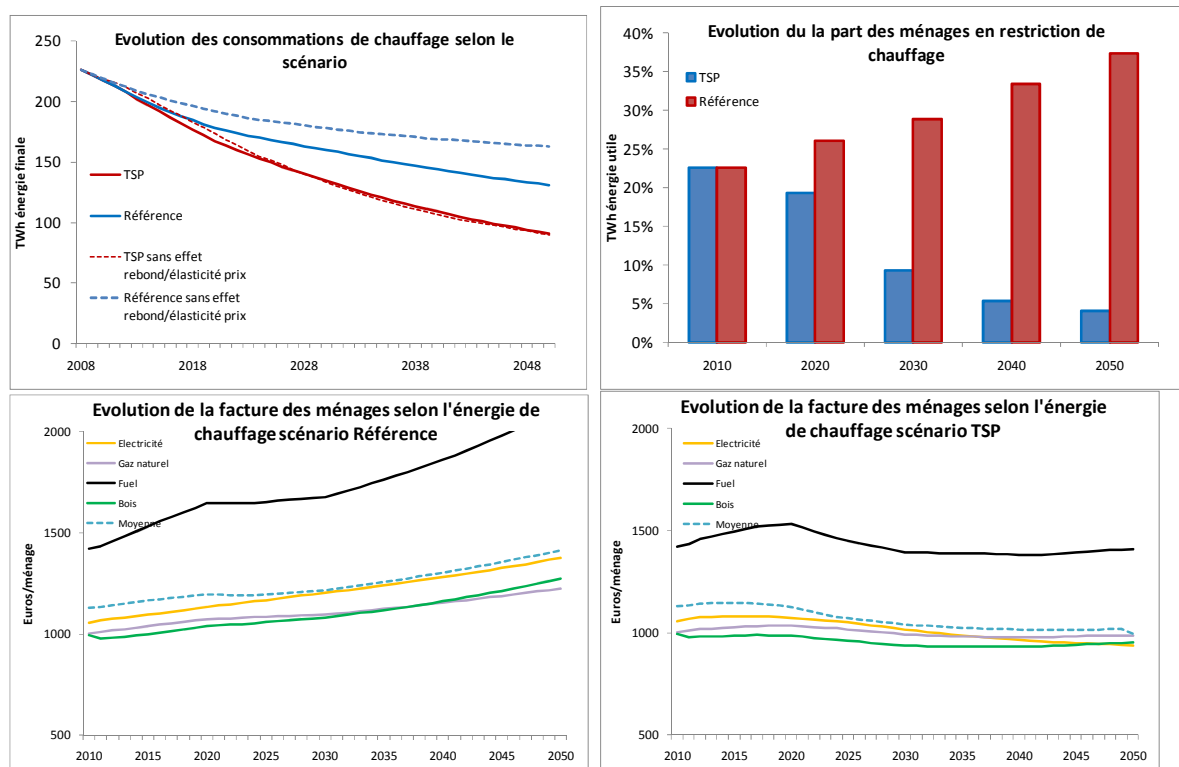 Evolution des consommations de chauffage selon le
scénario
TWh énergie finale
250
200
150
100
50
0
2008
2018
2028
2038
2048
TSP
Référence
TSP sans effet
rebond/élasticité prix
Référence sans effet
rebond/élasticité prix
Evolution du la part des ménages en restriction de
chauffage
TWh énergie utile
40%
35%
30%
25%
20%
15%
10%
5%
0%
TSP
Référence
2010
2020
2030
2040
2050
Evolution de la facture des ménages selon l'énergie de
chauffage scénario Référence
Euros/ménage
2000
1500
1000
500
Electricité
Gaz naturel
Fuel
Bois
Moyenne
2010
2015
2020
2025
2030
2035
2040
2045
2050
Evolution de la facture des ménages selon l'énergie
de chauffage scénario TSP
Euros/ménage
2000
1500
1000
500
Electricité
Gaz naturel
Fuel
Bois
Moyenne
2010
2015
2020
2025
2030
2035
2040
2045
2050